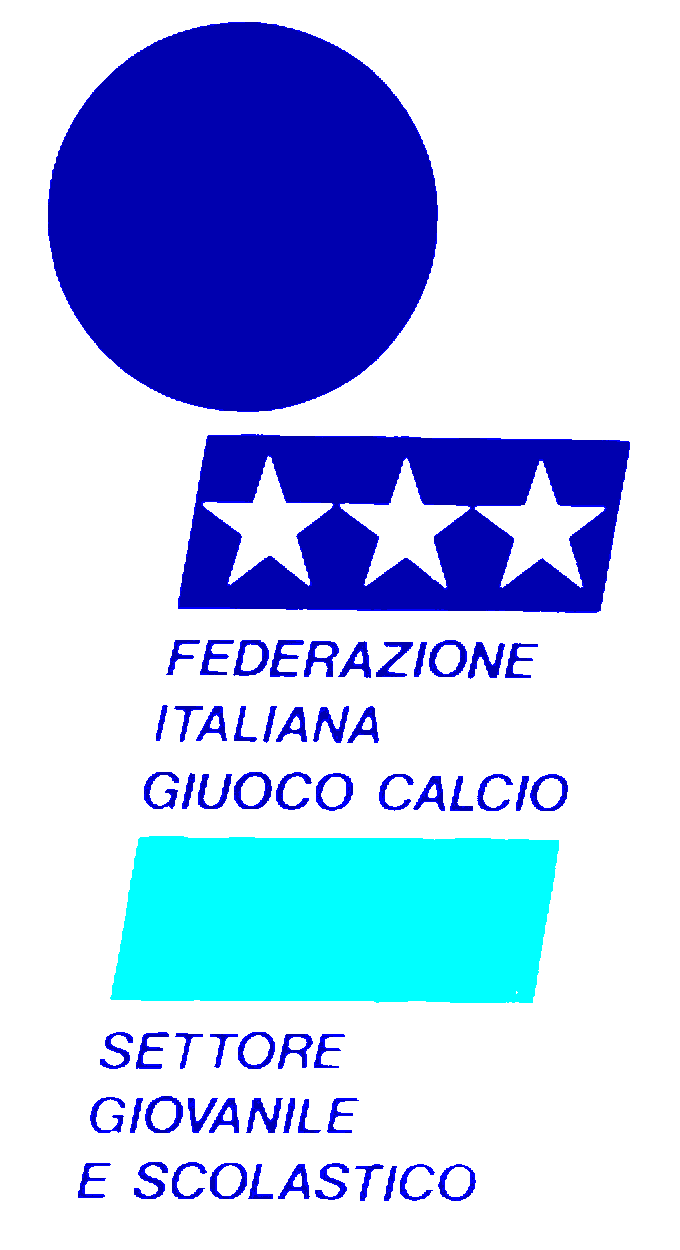 FEDERAZIONE
ITALIANA
GIUOCO CALCIO
SETTORE
GIOVANILE
E SCOLASTICO